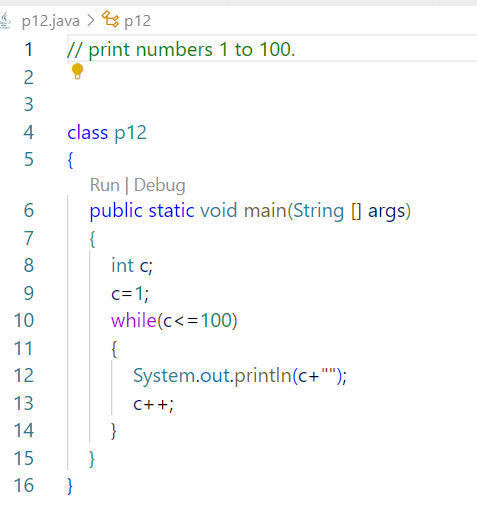 p12.java > p12
1 // print numbers 1 to 100.
2
3
4 class p12
5 {
Run | Debug
6 public static void main(String [] args)
7 {
8 int c;
9 c=1;
10 while(c<=100)
11 {
12 System.out.println(c+"");
13 c++;
14 }
15 }
16 }